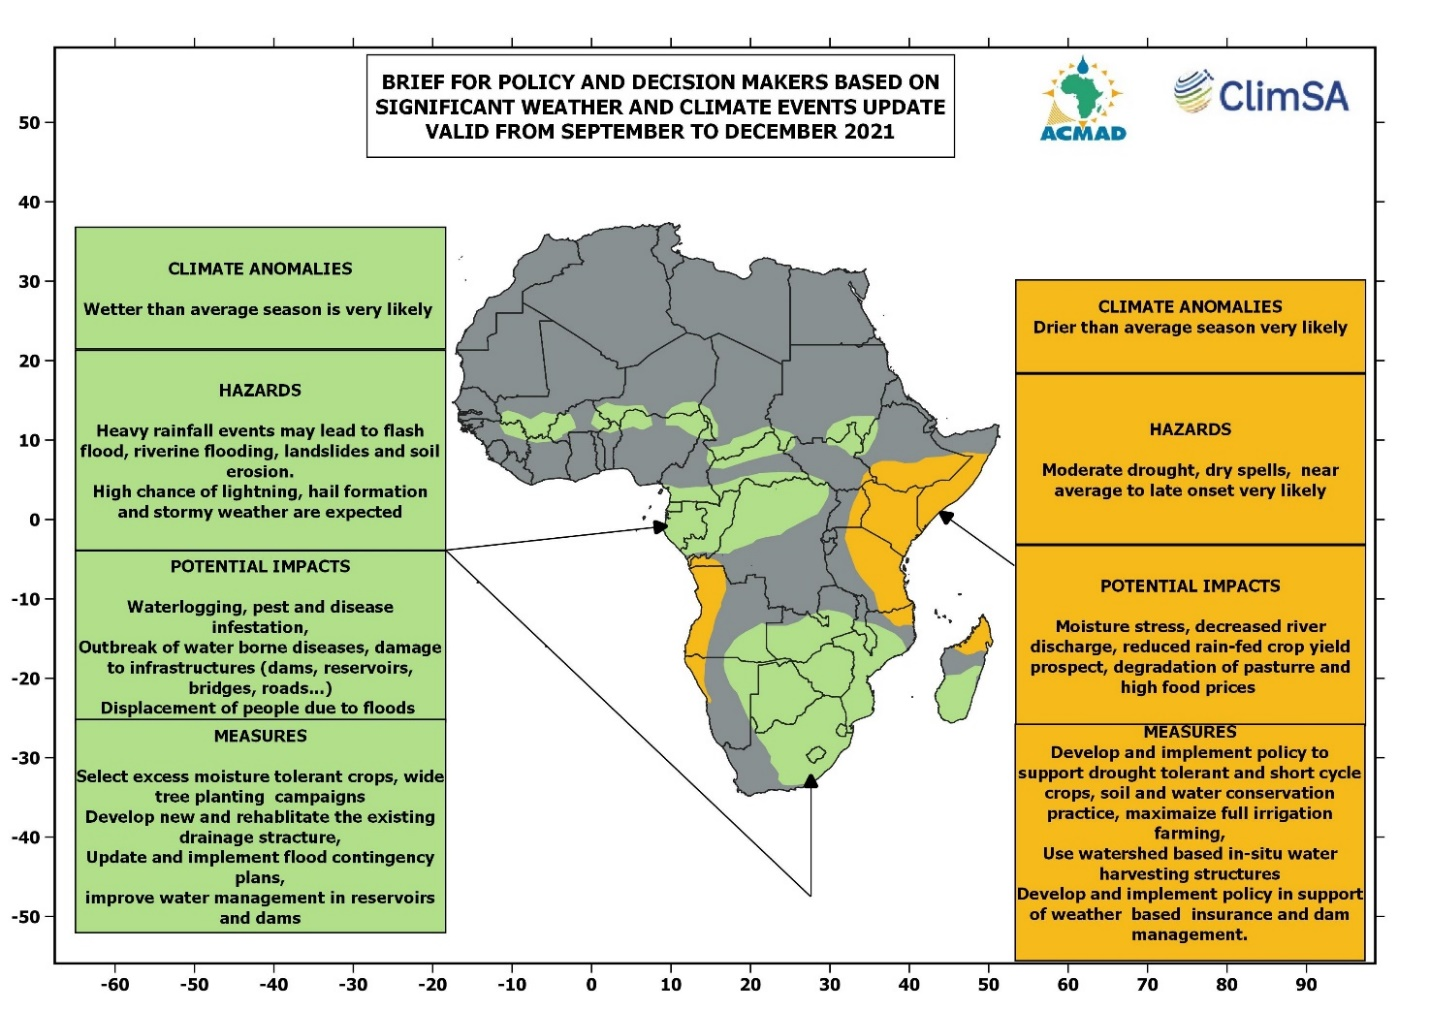 BRIEF FOR POLICY AND DECISION MAKERS BASED ON
SIGNIFICANT WEATHER AND CLIMATE EVENTS UPDATE
VALID FROM SEPTEMBER TO DECEMBER 2021
ACMAD
ClimSA
CLIMATE ANOMALIES
Wetter than average season is very likely
HAZARDS
Heavy rainfall events may lead to flash
flood, riverine flooding, landslides and soil
erosion.
High chance of lightning, hail formation
and stormy weather are expected
POTENTIAL IMPACTS
Waterlogging, pest and disease
infestation,
Outbreak of water borne diseases, damage
to infrastructures (dams, reservoirs,
bridges, roads...)
Displacement of people due to floods
MEASURES
Select excess moisture tolerant crops, wide
tree planting campaigns
Develop new and rehablitate the existing
drainage stracture,
Update and implement flood contingency
plans,
improve water management in reservoirs
and dams
CLIMATE ANOMALIES
Drier than average season very likely
HAZARDS
Moderate drought, dry spells, near
average to late onset very likely
POTENTIAL IMPACTS
Moisture stress, decreased river
discharge, reduced rain-fed crop yield
prospect, degradation of pasturre and
high food prices
MEASURES
Develop and implement policy to
support drought tolerant and short cycle
crops, soil and water conservation
practice, maximaize full irrigation
farming,
Use watershed based in-situ water
harvesting structures
Develop and implement policy in support
of weather based insurance and dam
management.
50
40
30
20
10
0
-10
-20
-30
-40
-50
-60 -50 -40 -30 -20 -10 0 10 20 30 40 50 60 70 80 90